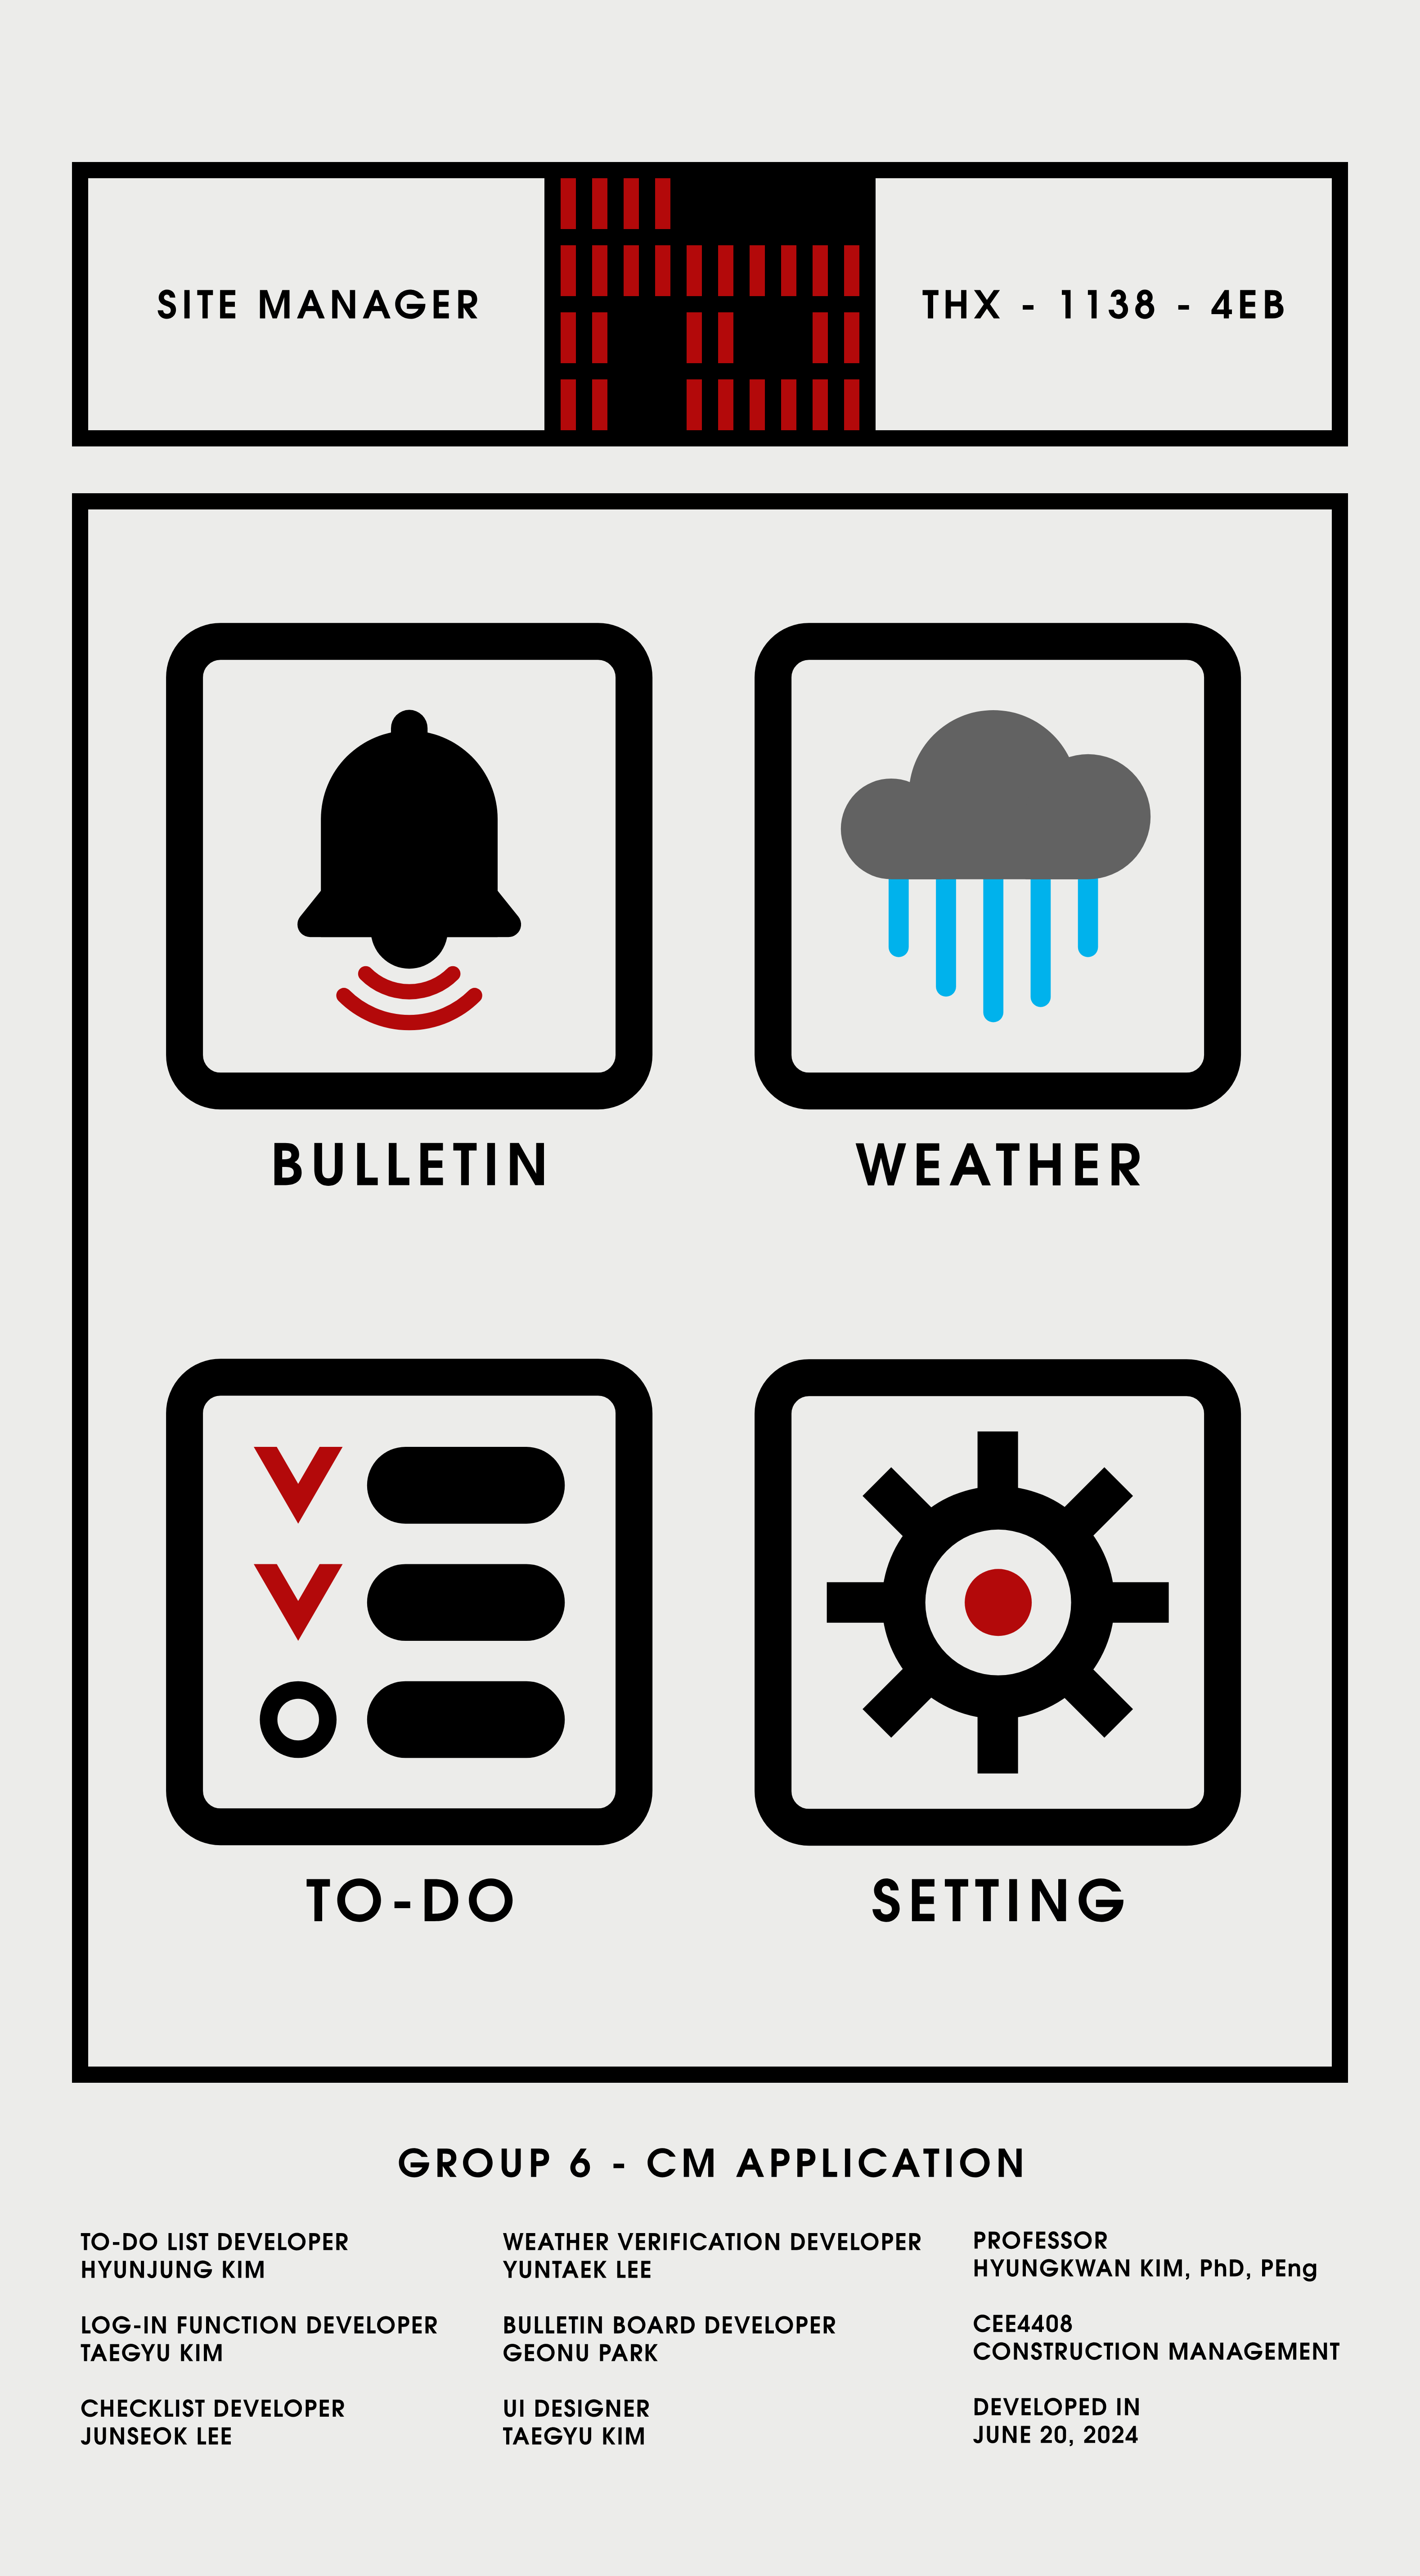 SITE MANAGER
THX - 1138 - 4EB
BULLETIN
WEATHER
TO-DO
SETTING
GROUP 6 - CM APPLICATION
TO-DO LIST DEVELOPER
HYUNJUNG KIM
LOG-IN FUNCTION DEVELOPER
TAEGYU KIM
CHECKLIST DEVELOPER
JUNSEOK LEE
WEATHER VERIFICATION DEVELOPER
YUNTAEK LEE
BULLETIN BOARD DEVELOPER
GEONU PARK
UI DESIGNER
TAEGYU KIM
PROFESSOR
HYUNGKWAN KIM, PhD, PEng
CEE4408
CONSTRUCTION MANAGEMENT
DEVELOPED IN
JUNE 20, 2024